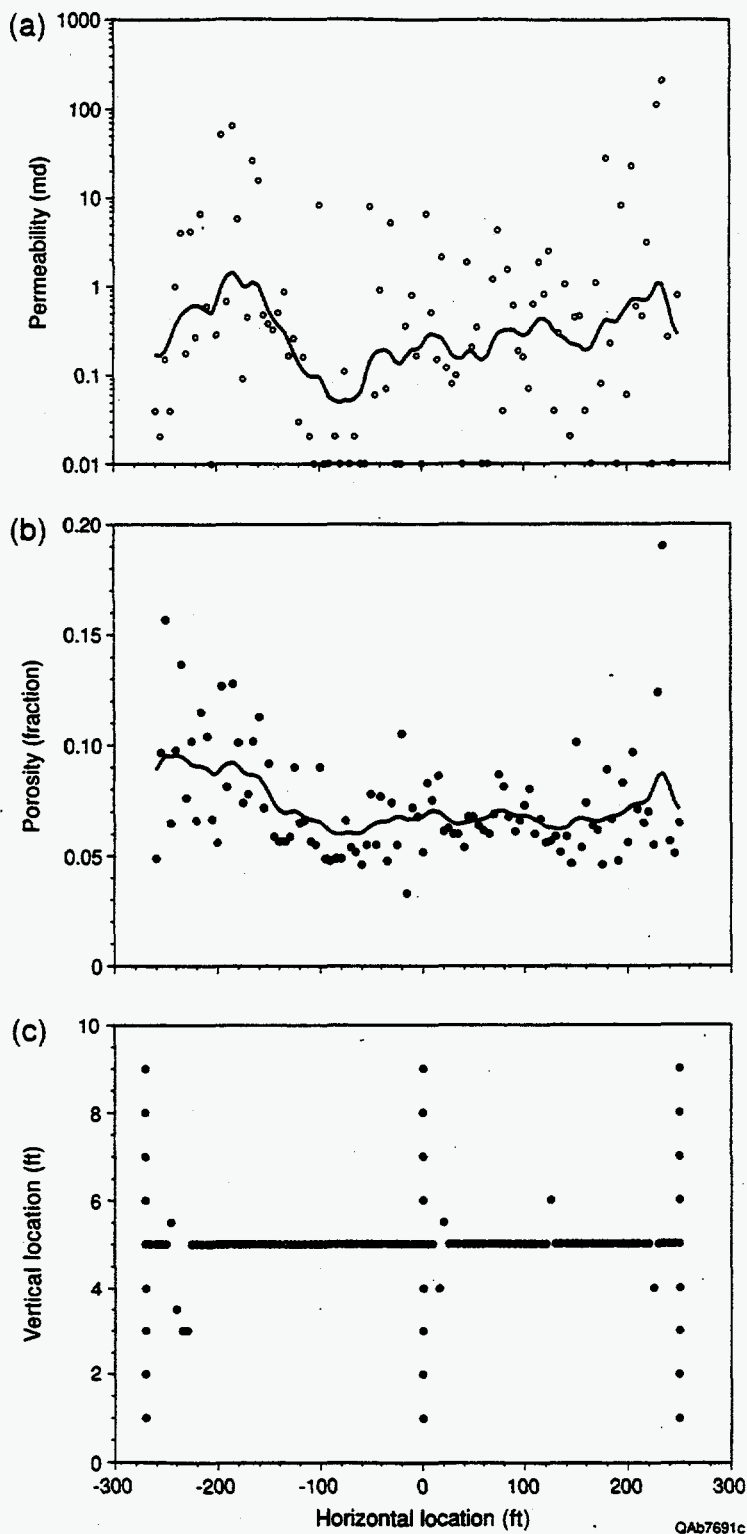 (a)
1000
100
10
1
0.1
0.01
Permeability (md)
(b)
0.20
0.15
0.10
0.05
0
Porosity (fraction)
(c)
10
8
6
4
2
0
Vertical location (ft)
-300 -200 -100 0 100 200 300
Horizontal location (ft)
QAb7691c